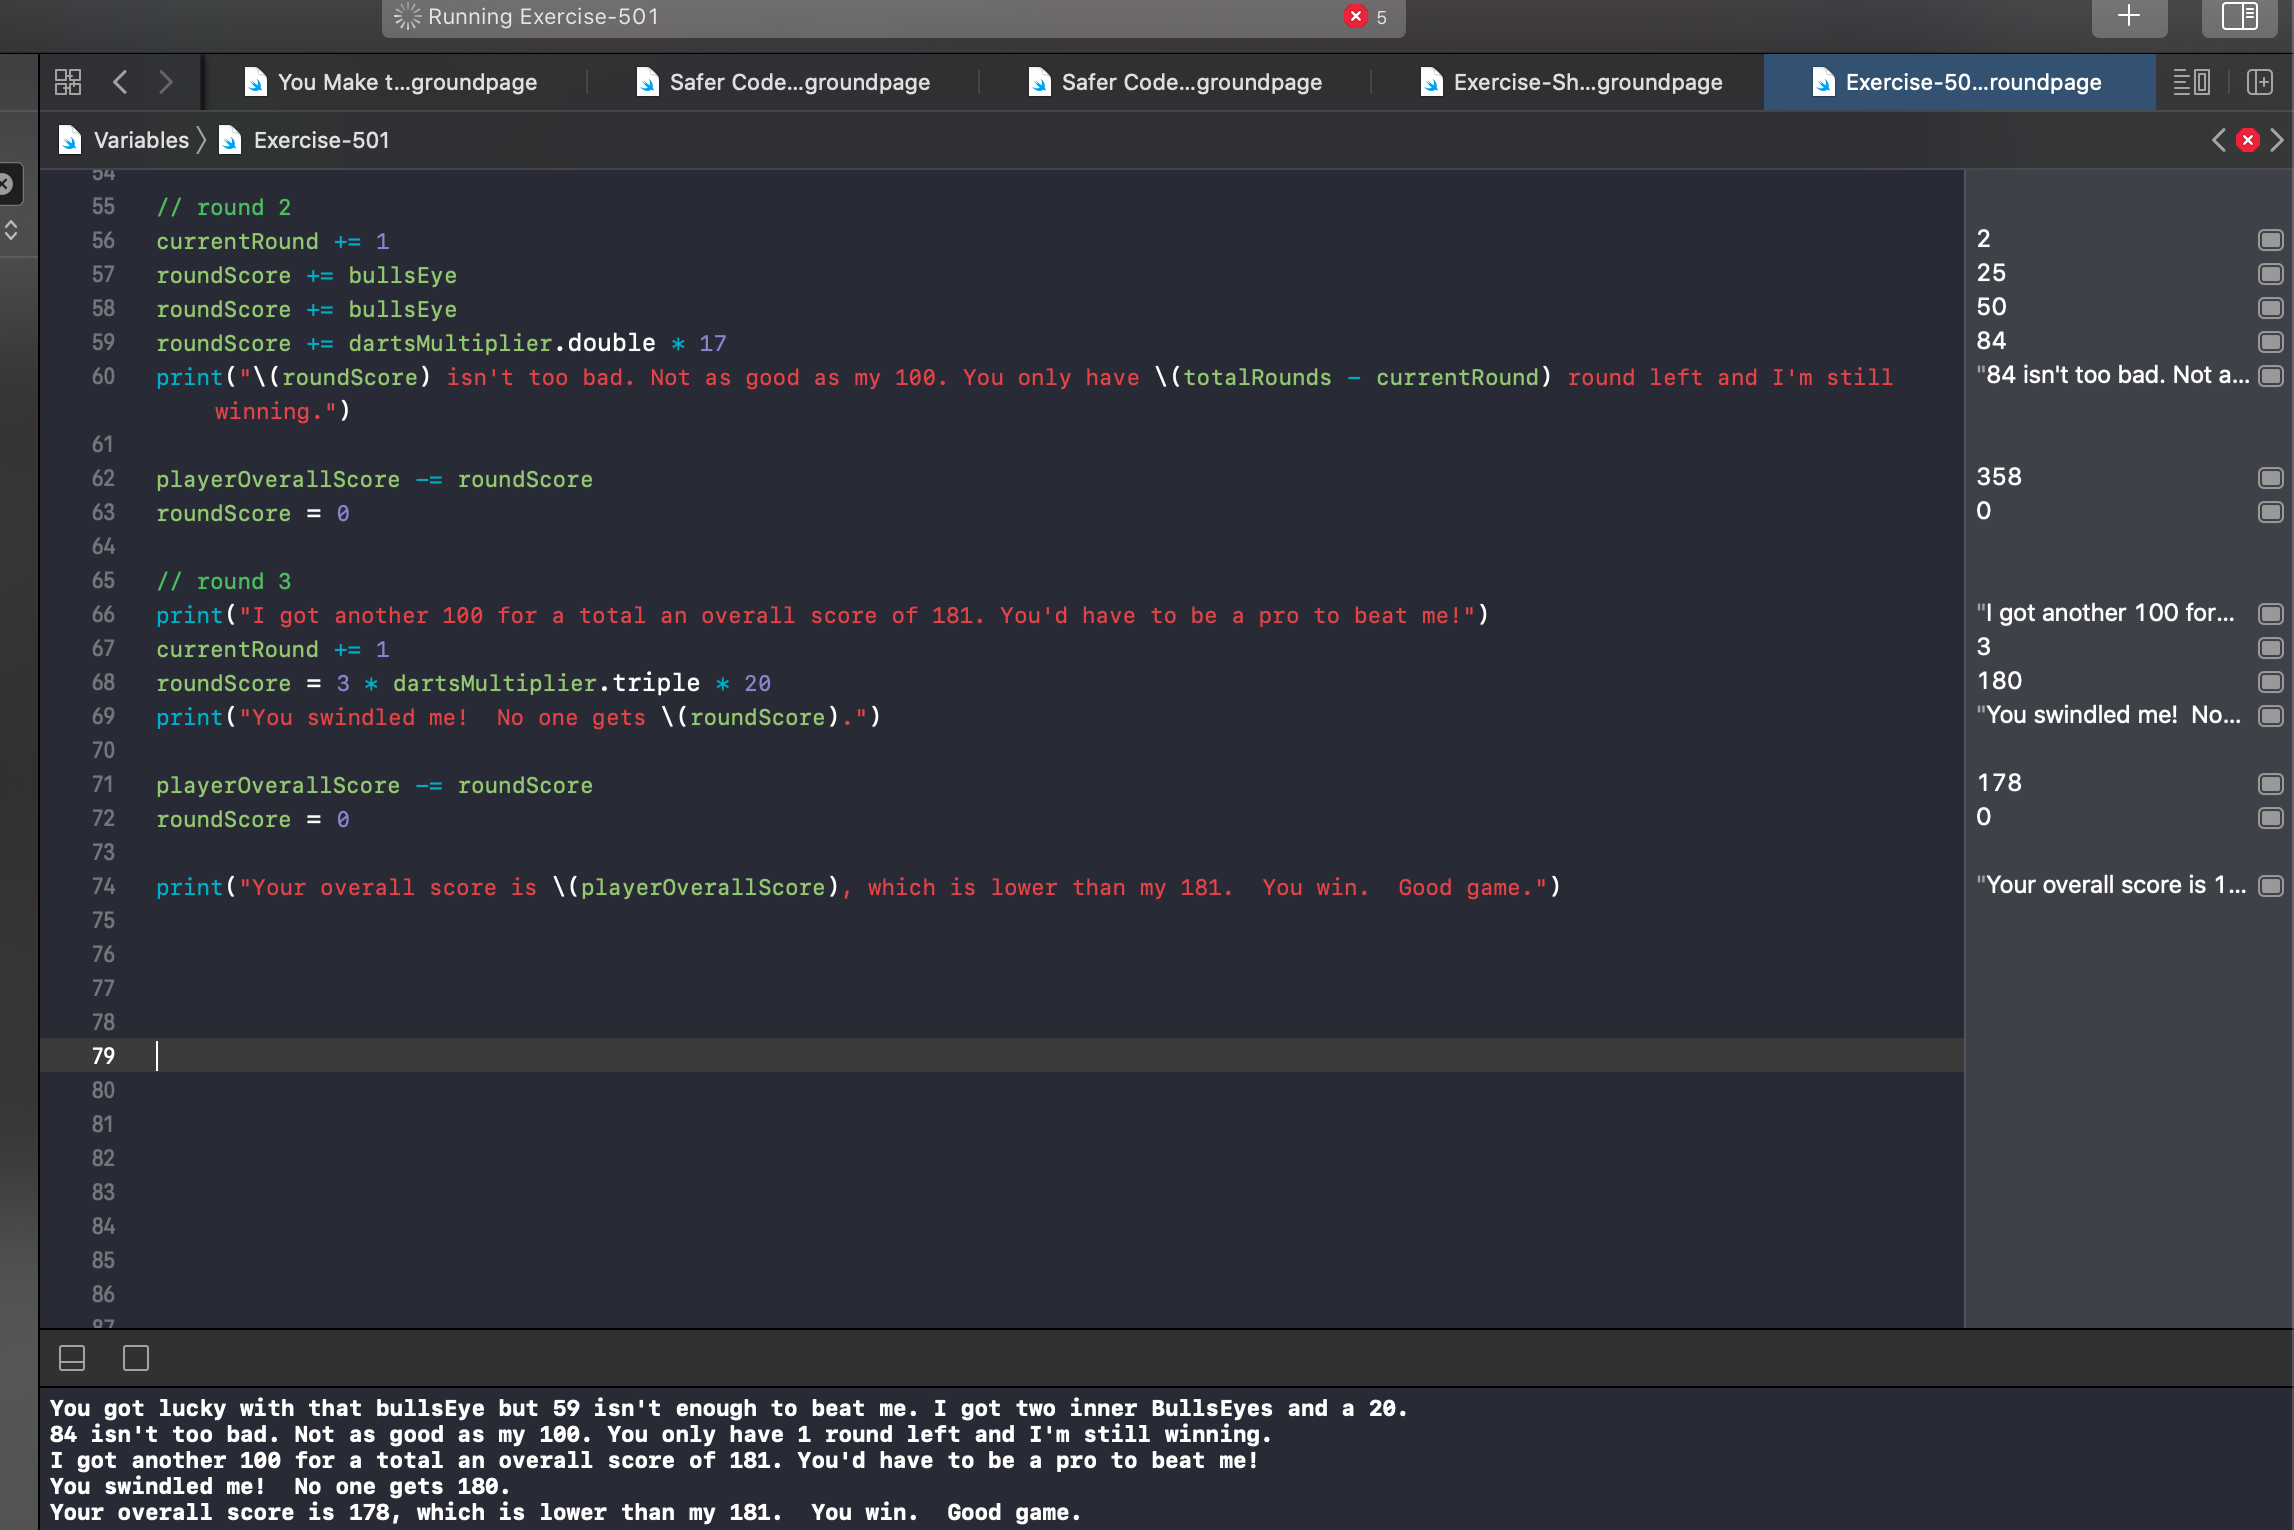 Running Exercise-501
5
You Make t...groundpage
Safer Code...groundpage
Safer Code...groundpage
Exercise-Sh...groundpage
Exercise-50...roundpage
Variables
Exercise-501
54
55 // round 2
56 currentRound += 1 2
57 roundScore += bullsEye 25
58 roundScore += bullsEye 50
59 roundScore += dartsMultiplier.double * 17 84
60 print("\(roundScore) isn't too bad. Not as good as my 100. You only have \(totalRounds - currentRound) round left and I'm still "84 isn't too bad. Not a...
winning.")
61
62 playerOverallScore -= roundScore 358
63 roundScore = 0 0
64
65 // round 3
66 print("I got another 100 for a total an overall score of 181. You'd have to be a pro to beat me!") "I got another 100 for...
67 currentRound += 1 3
68 roundScore = 3 * dartsMultiplier.triple * 20 180
69 print("You swindled me!  No one gets \(roundScore).") "You swindled me!  No...
70
71 playerOverallScore -= roundScore 178
72 roundScore = 0 0
73
74 print("Your overall score is \(playerOverallScore), which is lower than my 181.  You win.  Good game.") "Your overall score is 1...
75
76
77
78
79
80
81
82
83
84
85
86
87
You got lucky with that bullsEye but 59 isn't enough to beat me. I got two inner BullsEyes and a 20.
84 isn't too bad. Not as good as my 100. You only have 1 round left and I'm still winning.
I got another 100 for a total an overall score of 181. You'd have to be a pro to beat me!
You swindled me!  No one gets 180.
Your overall score is 178, which is lower than my 181.  You win.  Good game.